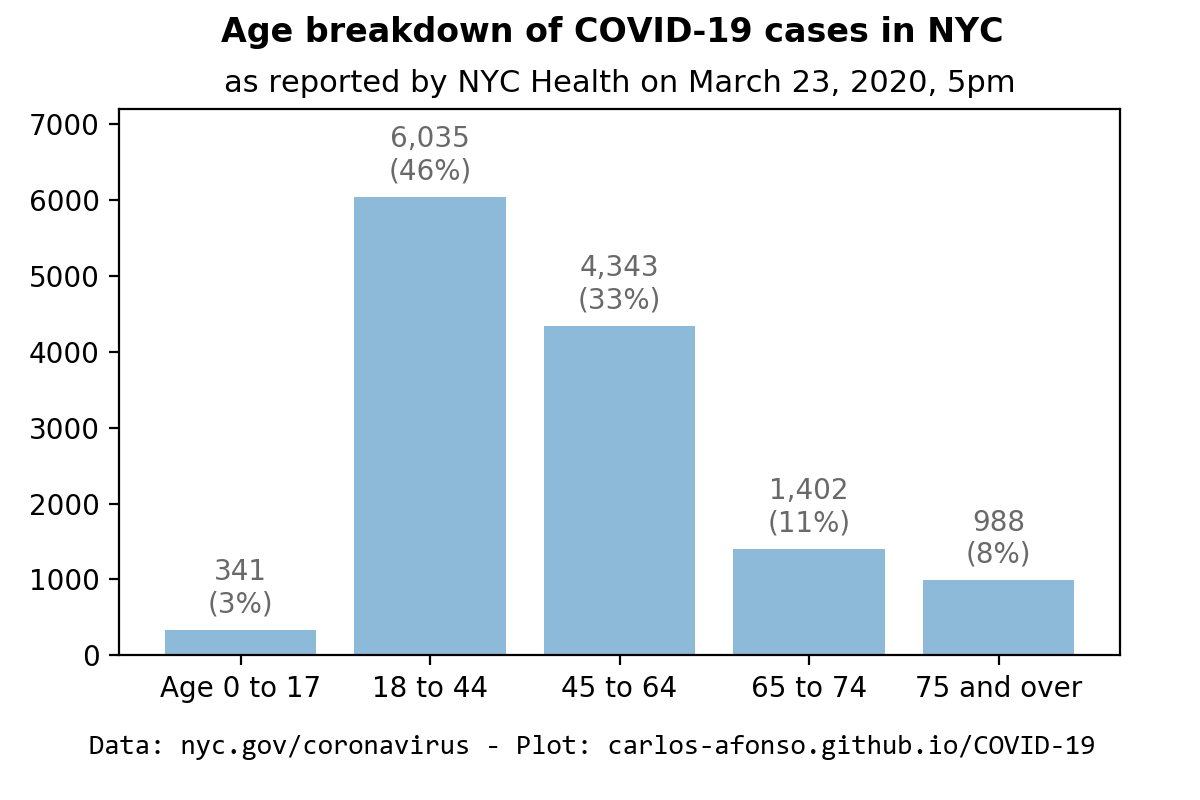 Age breakdown of COVID-19 cases in NYC
as reported by NYC Health on March 23, 2020, 5pm
7000
6000
5000
4000
3000
2000
1000
0
341
(3%)
6,035
(46%)
4,343
(33%)
1,402
(11%)
988
(8%)
Age 0 to 17
18 to 44
45 to 64
65 to 74
75 and over
Data: nyc.gov/coronavirus - Plot: carlos-afonso.github.io/COVID-19